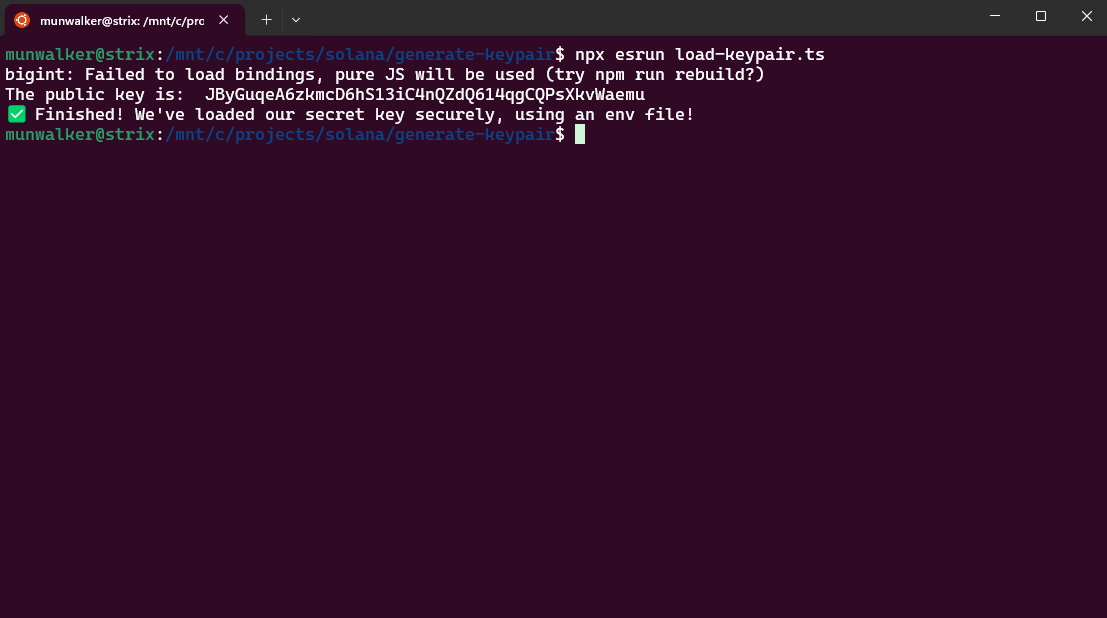 munwalker@strix: /mnt/c/pro
munwalker@strix:/mnt/c/projects/solana/generate-keypair$ npx esrun load-keypair.ts
bigint: Failed to load bindings, pure JS will be used (try npm run rebuild?)
The public key is:  JByGuqeA6zkmcD6hS13iC4nQZdQ614qgCQPsXkvWaemu
✅ Finished! We've loaded our secret key securely, using an env file!
munwalker@strix:/mnt/c/projects/solana/generate-keypair$